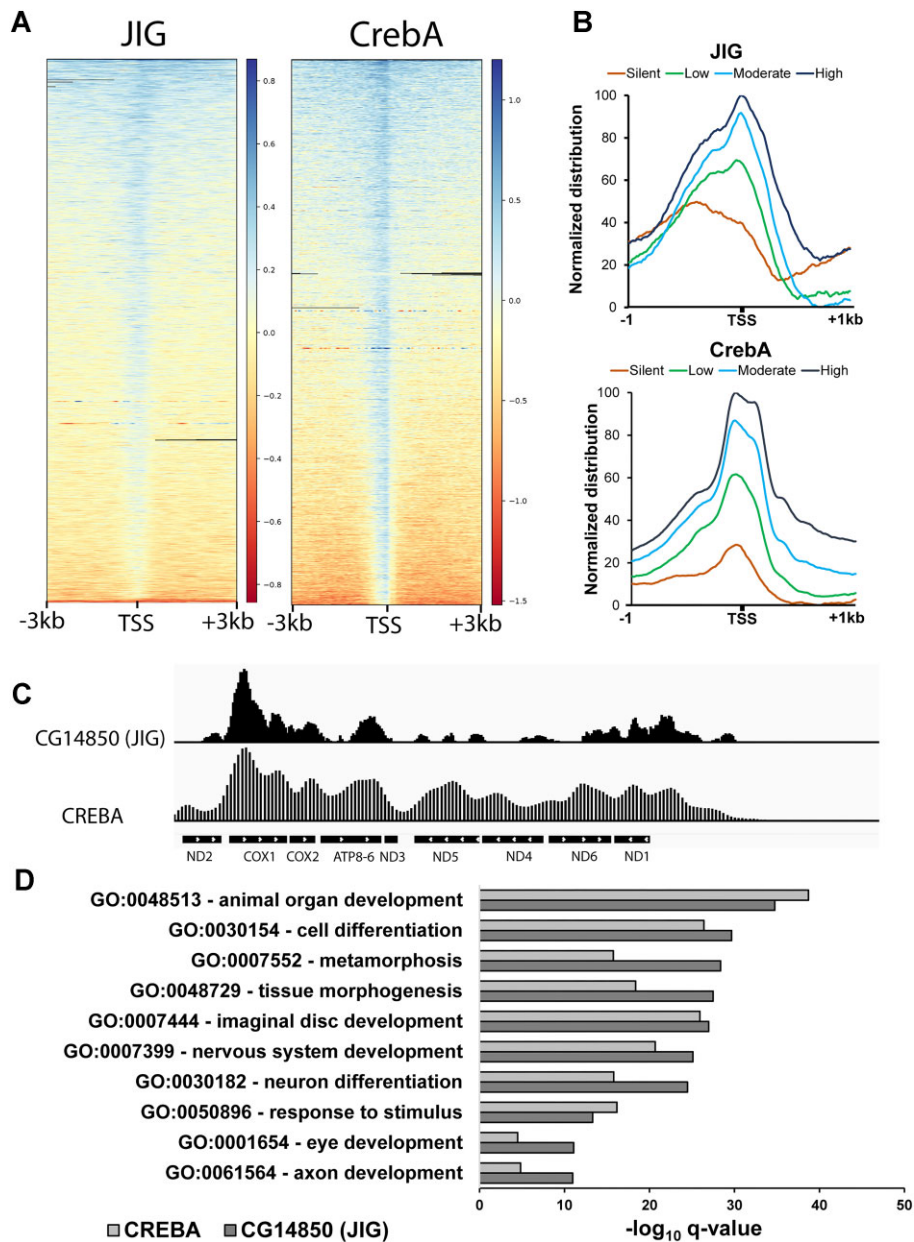 A
JIG CrebA
0.8
0.6
0.4
0.2
0.0
−0.2
−0.4
−0.6
−0.8
1.0
0.5
0.0
−0.5
−1.0
−1.5
-3kb TSS +3kb -3kb TSS +3kb
B
JIG
Silent Low Moderate High
Normalized distribution
100
80
60
40
20
0
-1 TSS +1kb
CrebA
Silent Low Moderate High
Normalized distribution
100
80
60
40
20
0
-1 TSS +1kb
C
CG14850 (JIG)
CREBA
ND2 COX1 COX2 ATP8-6 ND3 ND5 ND4 ND6 ND1
D
GO:0048513 - animal organ development
GO:0030154 - cell differentiation
GO:0007552 - metamorphosis
GO:0048729 - tissue morphogenesis
GO:0007444 - imaginal disc development
GO:0007399 - nervous system development
GO:0030182 - neuron differentiation
GO:0050896 - response to stimulus
GO:0001654 - eye development
GO:0061564 - axon development
0 10 20 30 40 50
-log10 q-value
CREBA CG14850 (JIG)